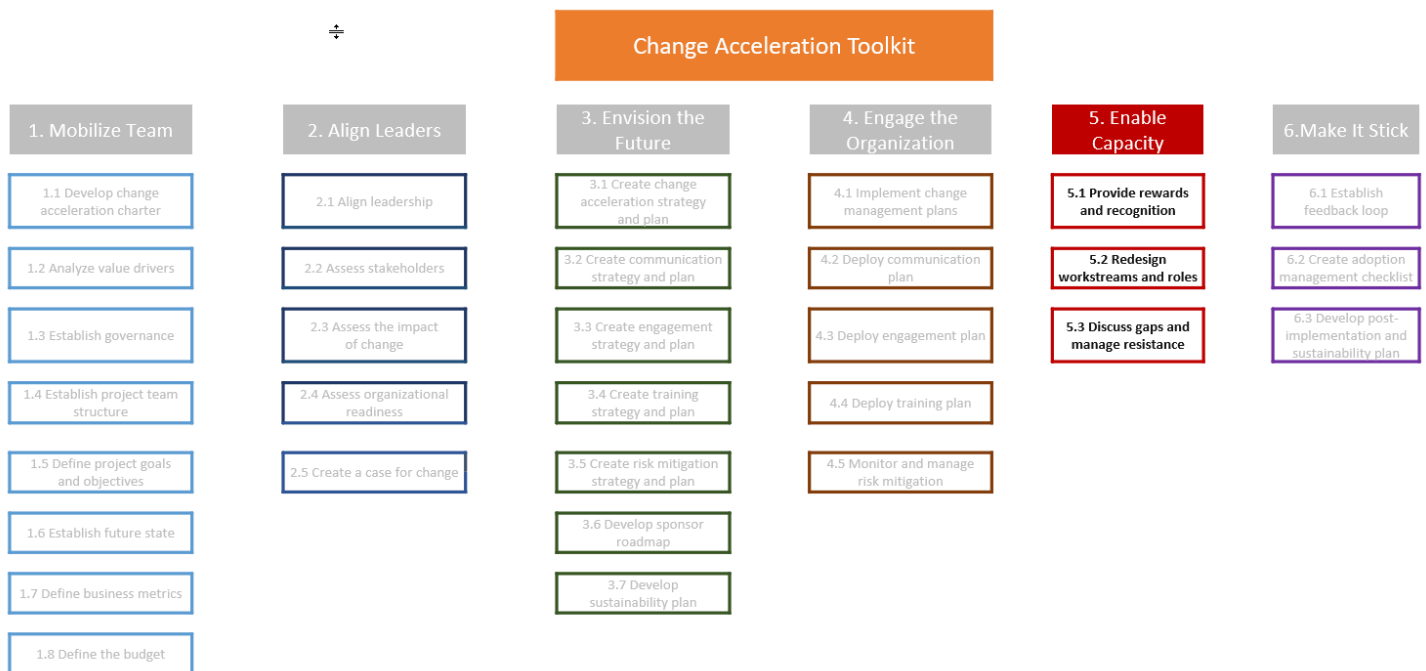 Change Acceleration Toolkit
1. Mobilize Team
1.1 Develop change
acceleration charter
1.2 Analyze value drivers
1.3 Establish governance
1.4 Establish project team
structure
1.5 Define project goals
and objectives
1.6 Establish future state
1.7 Define business metrics
1.8 Define the budget
2. Align Leaders
2.1 Align leadership
2.2 Assess stakeholders
2.3 Assess the impact
of change
2.4 Assess organizational
readiness
2.5 Create a case for change
3. Envision the
Future
3.1 Create change
acceleration strategy
and plan
3.2 Create communication
strategy and plan
3.3 Create engagement
strategy and plan
3.4 Create training
strategy and plan
3.5 Create risk mitigation
strategy and plan
3.6 Develop sponsor
roadmap
3.7 Develop
sustainability plan
4. Engage the
Organization
4.1 Implement change
management plans
4.2 Deploy communication
plan
4.3 Deploy engagement plan
4.4 Deploy training plan
4.5 Monitor and manage
risk mitigation
5. Enable
Capacity
5.1 Provide rewards
and recognition
5.2 Redesign
workstreams and roles
5.3 Discuss gaps and
manage resistance
6.Make It Stick
6.1 Establish
feedback loop
6.2 Create adoption
management checklist
6.3 Develop post-
implementation and
sustainability plan